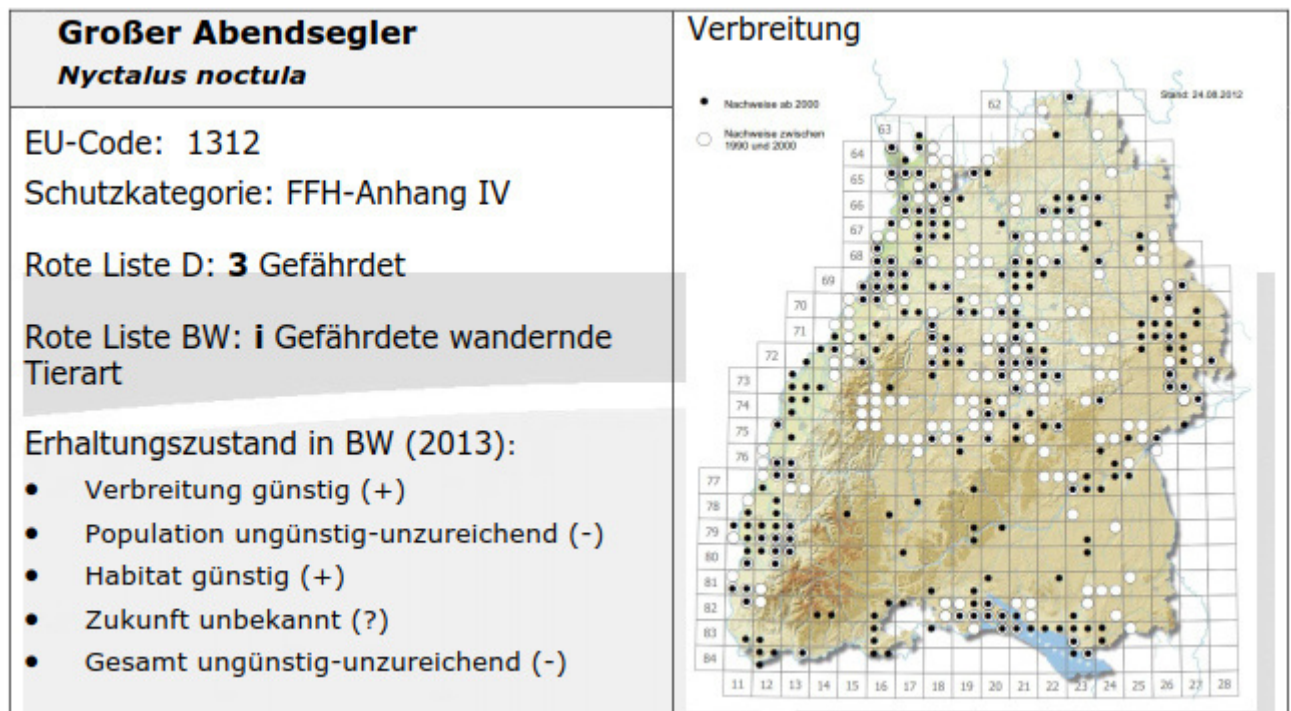 Großer Abendsegler
Nyctalus noctula
EU-Code: 1312
Schutzkategorie: FFH-Anhang IV
Rote Liste D: 3 Gefährdet
Rote Liste BW: i Gefährdete wandernde
Tierart
Erhaltungszustand in BW (2013):
• Verbreitung günstig (+)
• Population ungünstig-unzureichend (-)
• Habitat günstig (+)
• Zukunft unbekannt (?)
• Gesamt ungünstig-unzureichend (-)
Verbreitung
Nachweise ab 2000
Nachweise zwischen
1990 und 2000
Stand: 24.08.2012
62
63
64
65
66
67
68
69
70
71
72
73
74
75
76
77
78
79
80
81
82
83
84
11 12 13 14 15 16 17 18 19 20 21 22 23 24 25 26 27 28